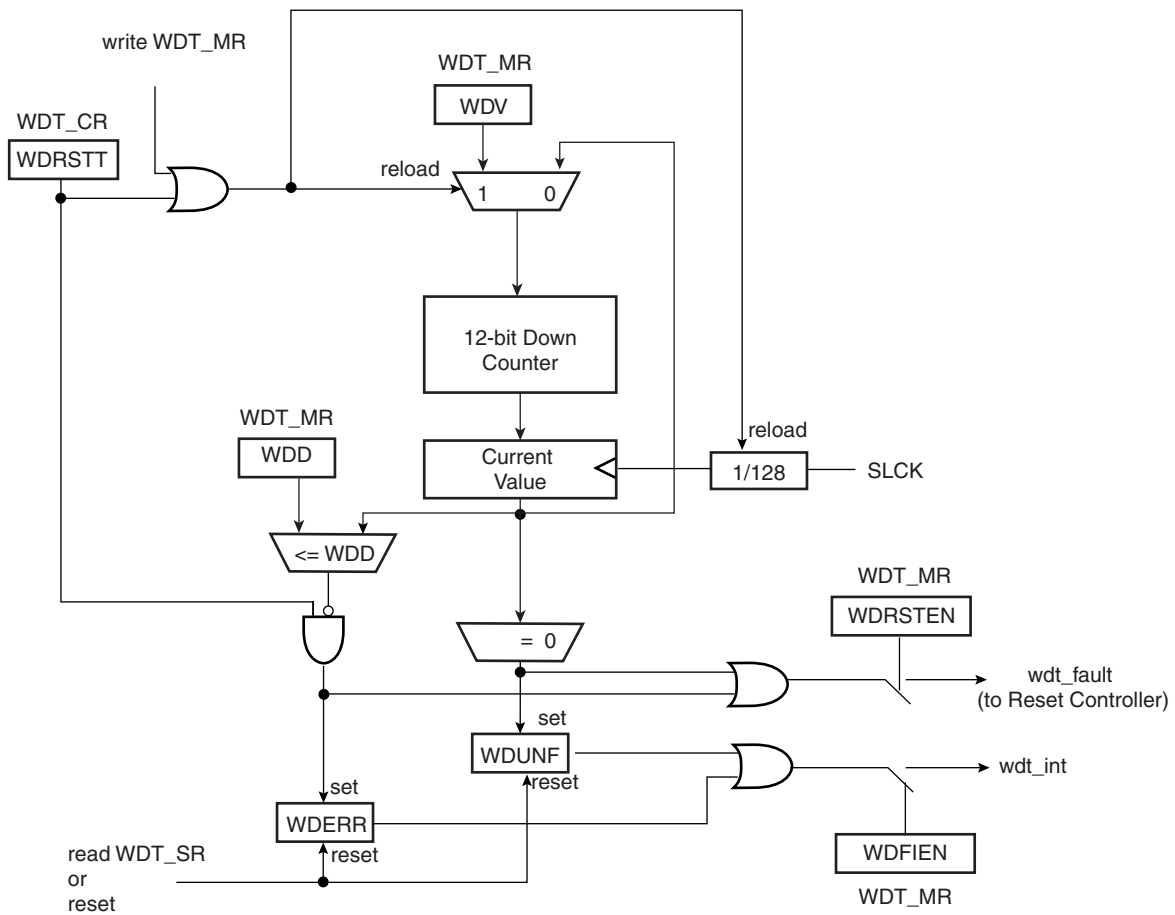 write WDT_MR
WDT_MR
WDV
WDT_CR
WDRSTT
reload
1 0
12-bit Down
Counter
WDT_MR
WDD
reload
Current
Value
1/128
SLCK
<= WDD
WDT_MR
WDRSTEN
= 0
wdt_fault
(to Reset Controller)
set
WDUNF
reset
wdt_int
set
WDERR
reset
WDFIEN
read WDT_SR
or
reset
WDT_MR